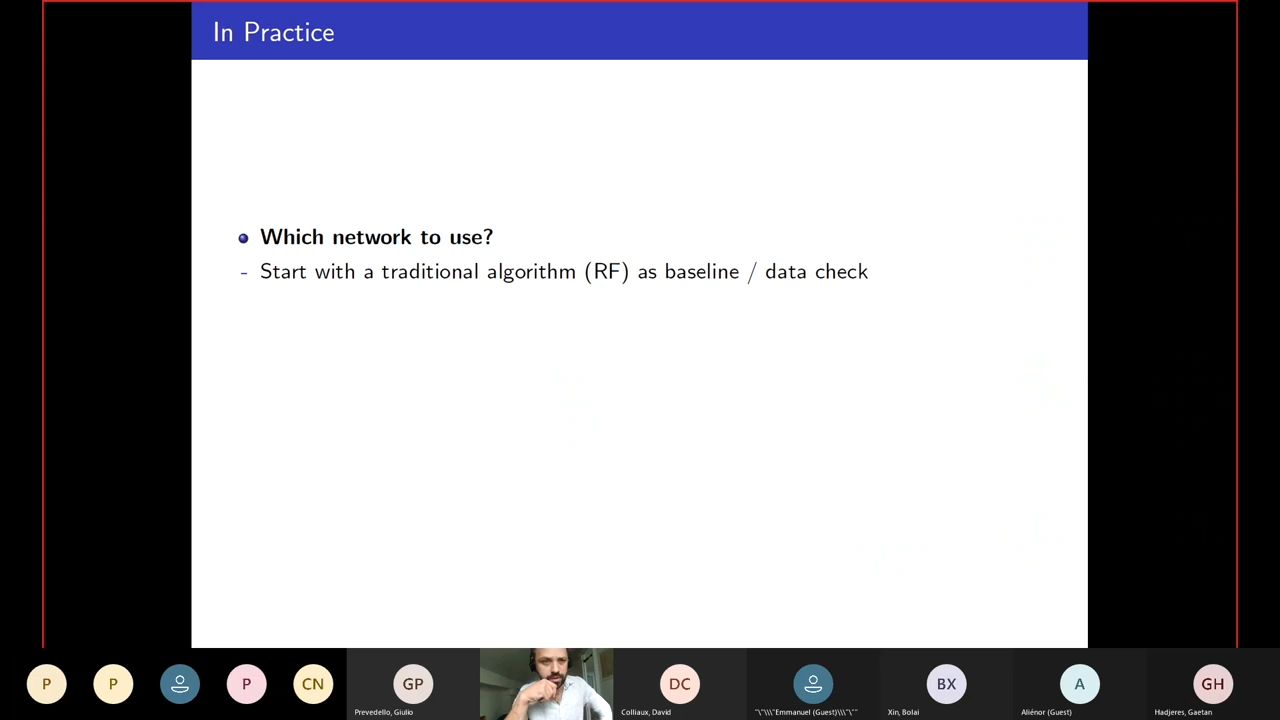 In Practice
Which network to use?
- Start with a traditional algorithm (RF) as baseline / data check
P
P
P
CN
GP
DC
BX
A
GH
Prevedello, Giulio
Colliaux, David
"\"\\\"Emmanuel (Guest)\\\"\""
Xin, Bolai
Aliénor (Guest)
Hadjeres, Gaetan